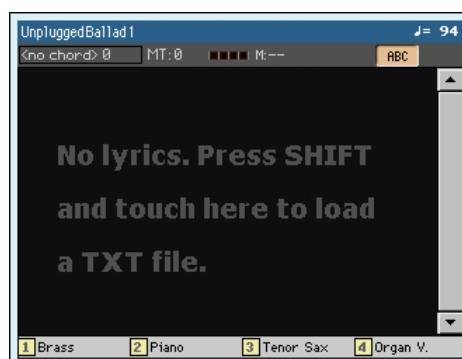 UnpluggedBallad1 ♩= 94
<no chord> 0 MT:0 M:-- ABC
No lyrics. Press SHIFT
and touch here to load
a TXT file.
1 Brass 2 Piano 3 Tenor Sax 4 Organ V.